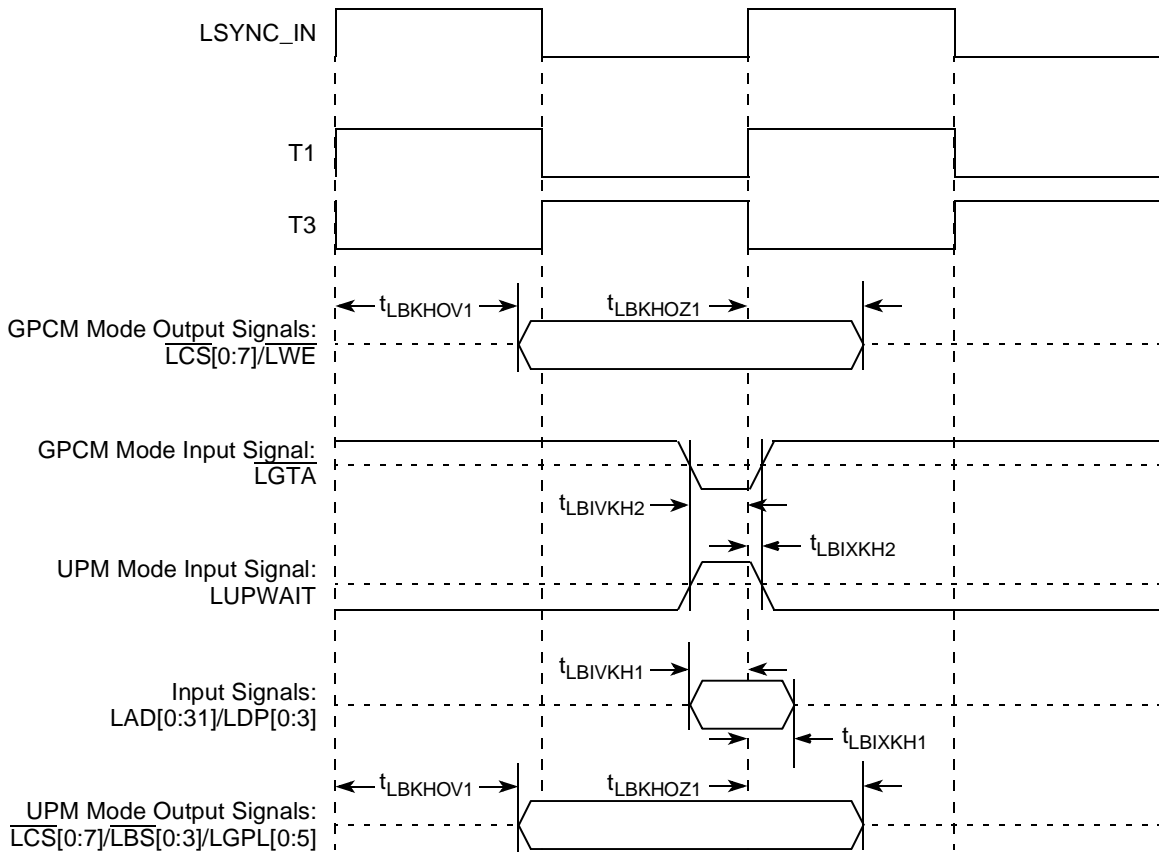 LSYNC_IN
T1
T3
tLBKHOV1
tLBKHOZ1
GPCM Mode Output Signals:
LCS[0:7]/LWE
GPCM Mode Input Signal:
LGTA
tLBIVKH2
tLBIXKH2
UPM Mode Input Signal:
LUPWAIT
tLBIVKH1
Input Signals:
LAD[0:31]/LDP[0:3]
tLBIXKH1
tLBKHOV1
tLBKHOZ1
UPM Mode Output Signals:
LCS[0:7]/LBS[0:3]/LGPL[0:5]